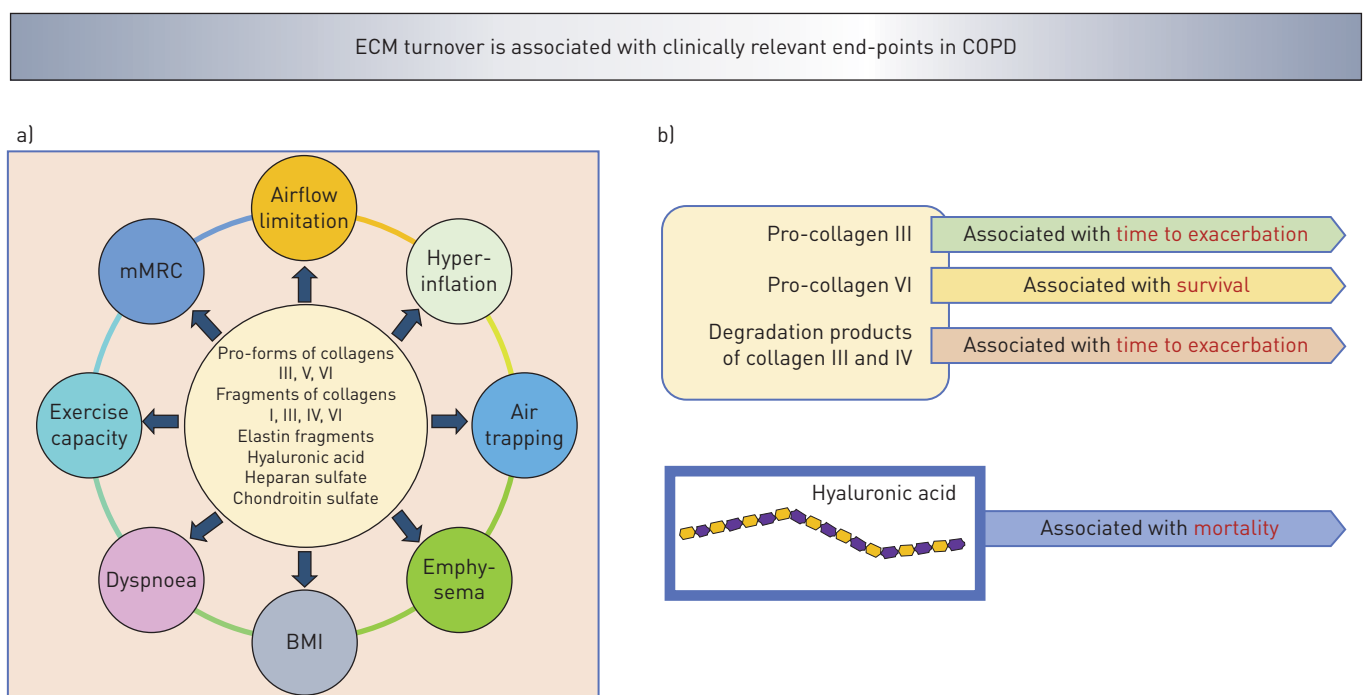 ECM turnover is associated with clinically relevant end-points in COPD
a)
Airflow
limitation
Hyper-
inflation
Air
trapping
Emphy-
sema
BMI
Dyspnoea
Exercise
capacity
mMRC
Pro-forms of collagens
III, V, VI
Fragments of collagens
I, III, IV, VI
Elastin fragments
Hyaluronic acid
Heparan sulfate
Chondroitin sulfate
b)
Pro-collagen III
Associated with time to exacerbation
Pro-collagen VI
Associated with survival
Degradation products
of collagen III and IV
Associated with time to exacerbation
Hyaluronic acid
Associated with mortality